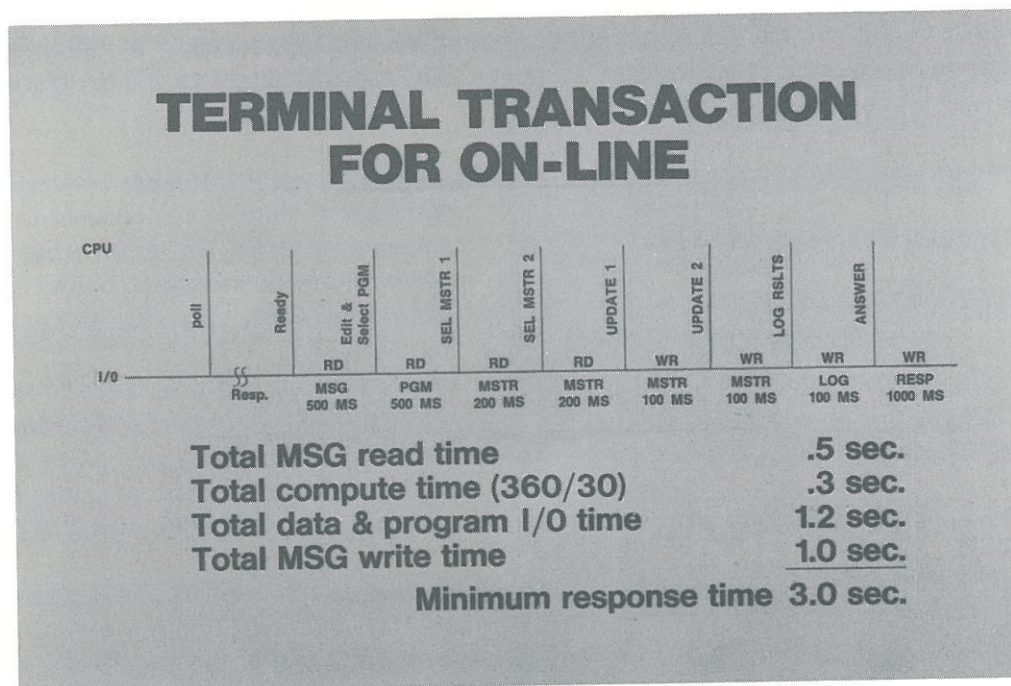 TERMINAL TRANSACTION
FOR ON-LINE
CPU
poll
Ready
Edit &
Select PGM
SEL MSTR 1
SEL MSTR 2
UPDATE 1
UPDATE 2
LOG RSLTS
ANSWER
RD RD RD RD WR WR WR WR
I/0
Resp.
MSG PGM MSTR MSTR MSTR MSTR LOG RESP
500 MS 500 MS 200 MS 200 MS 100 MS 100 MS 100 MS 1000 MS
Total MSG read time .5 sec.
Total compute time (360/30) .3 sec.
Total data & program I/O time 1.2 sec.
Total MSG write time 1.0 sec.
Minimum response time 3.0 sec.